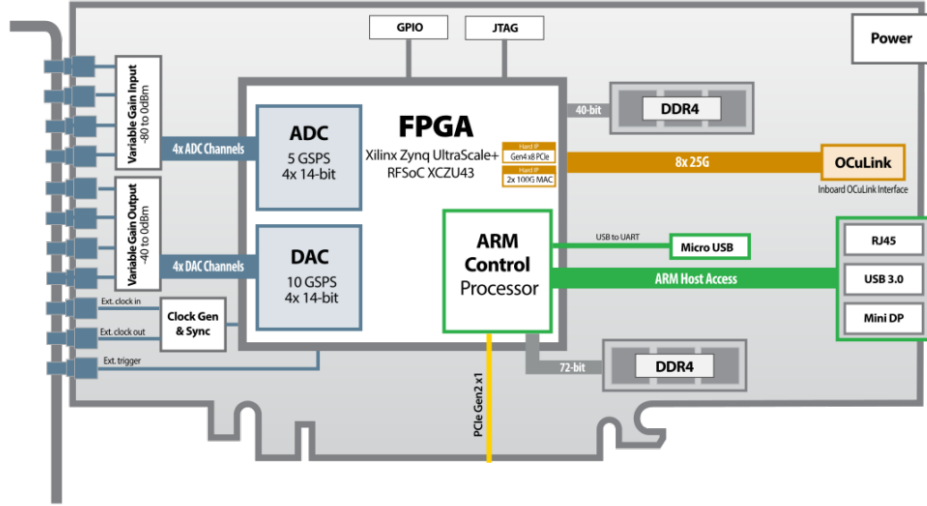 GPIO
JTAG
Power
Variable Gain Input
-80 to 0dBm
4x ADC Channels
ADC
5 GSPS
4x 14-bit
FPGA
Xilinx Zynq UltraScale+
RFSoC XCZU43
Hard IP
Gen4 x8 PCIe
Hard IP
2x 100G MAC
40-bit
DDR4
8x 25G
OCuLink
Inboard OCuLink Interface
Variable Gain Output
-40 to 0dBm
4x DAC Channels
DAC
10 GSPS
4x 14-bit
ARM
Control
Processor
USB to UART
Micro USB
ARM Host Access
RJ45
USB 3.0
Mini DP
Ext. clock in
Clock Gen
& Sync
Ext. clock out
Ext. trigger
72-bit
DDR4
PCIe Gen2 x1